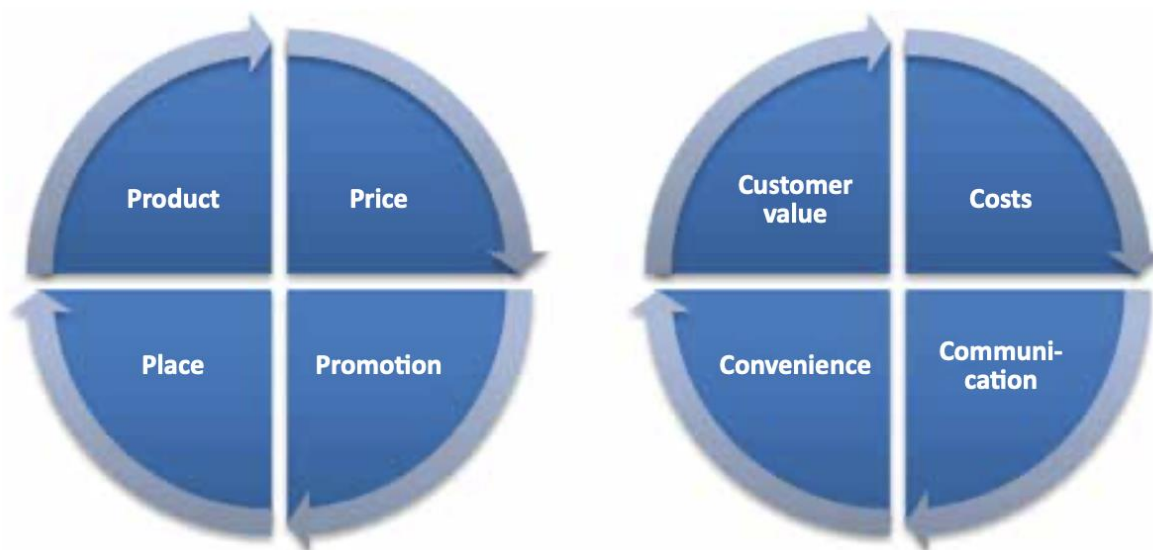 Product
Price
Customer
value
Costs
Place
Promotion
Convenience
Communi-
cation